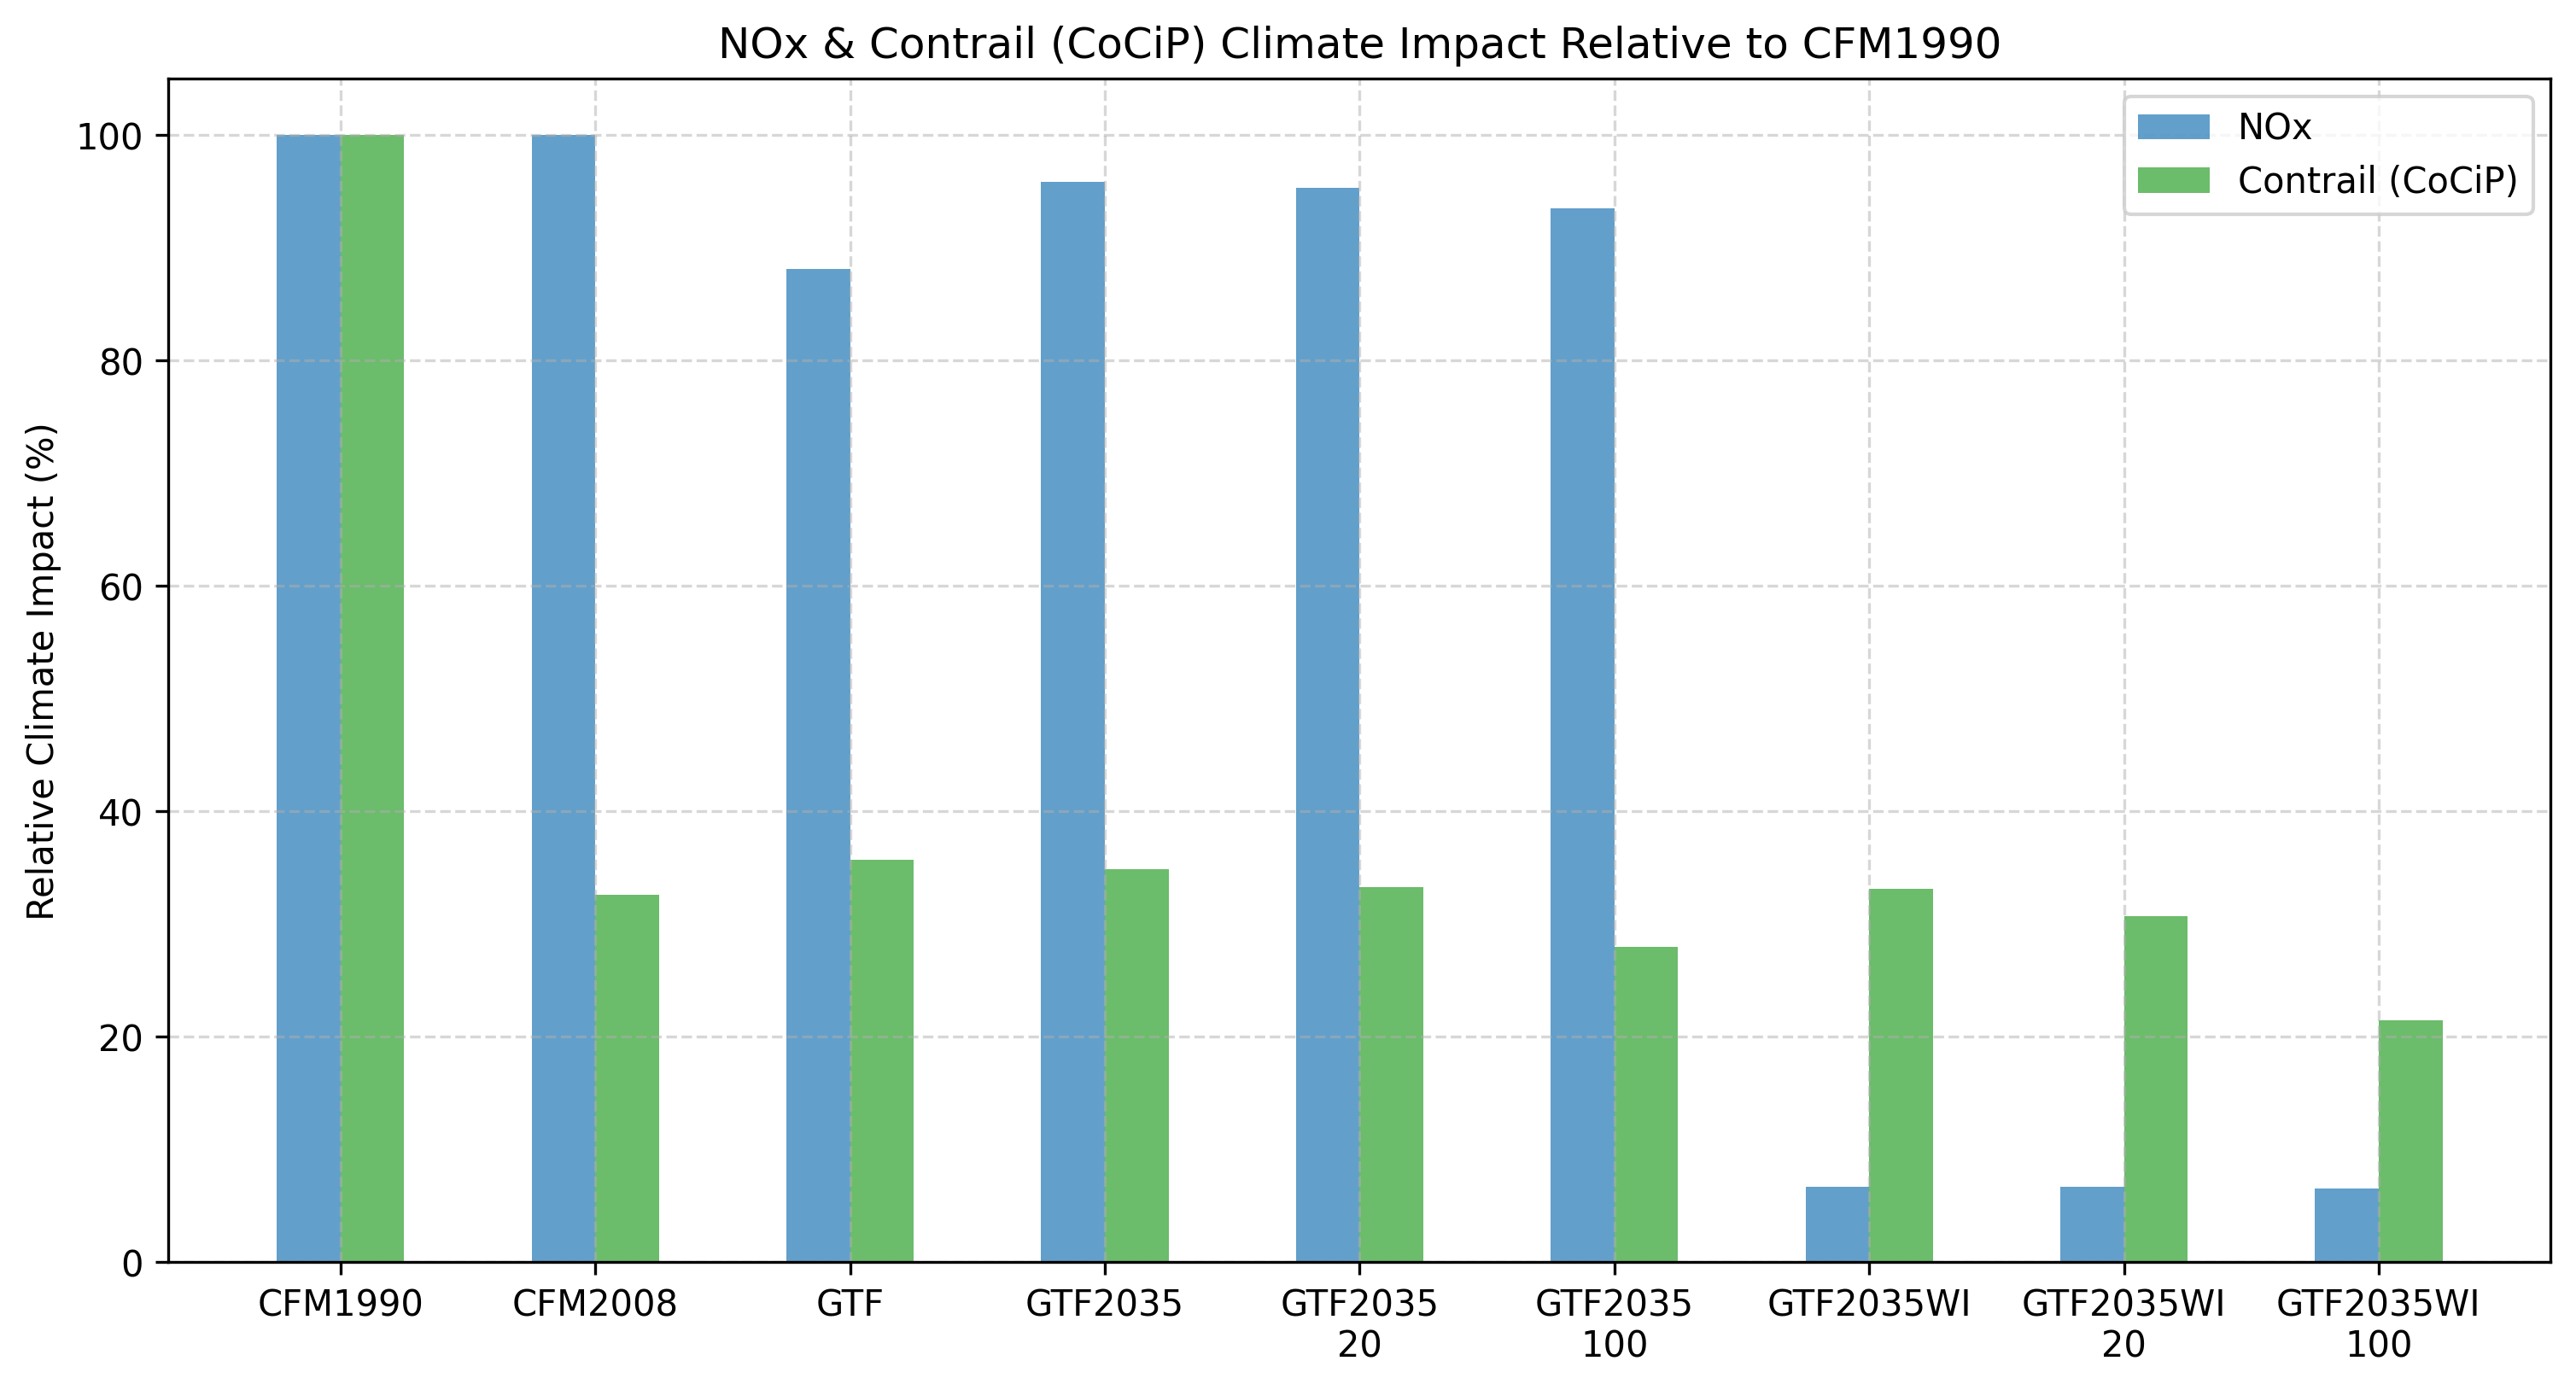 NOx & Contrail (CoCiP) Climate Impact Relative to CFM1990
NOx
Contrail (CoCiP)
Relative Climate Impact (%)
100
80
60
40
20
0
CFM1990
CFM2008
GTF
GTF2035
GTF2035
20
GTF2035
100
GTF2035WI
GTF2035WI
20
GTF2035WI
100